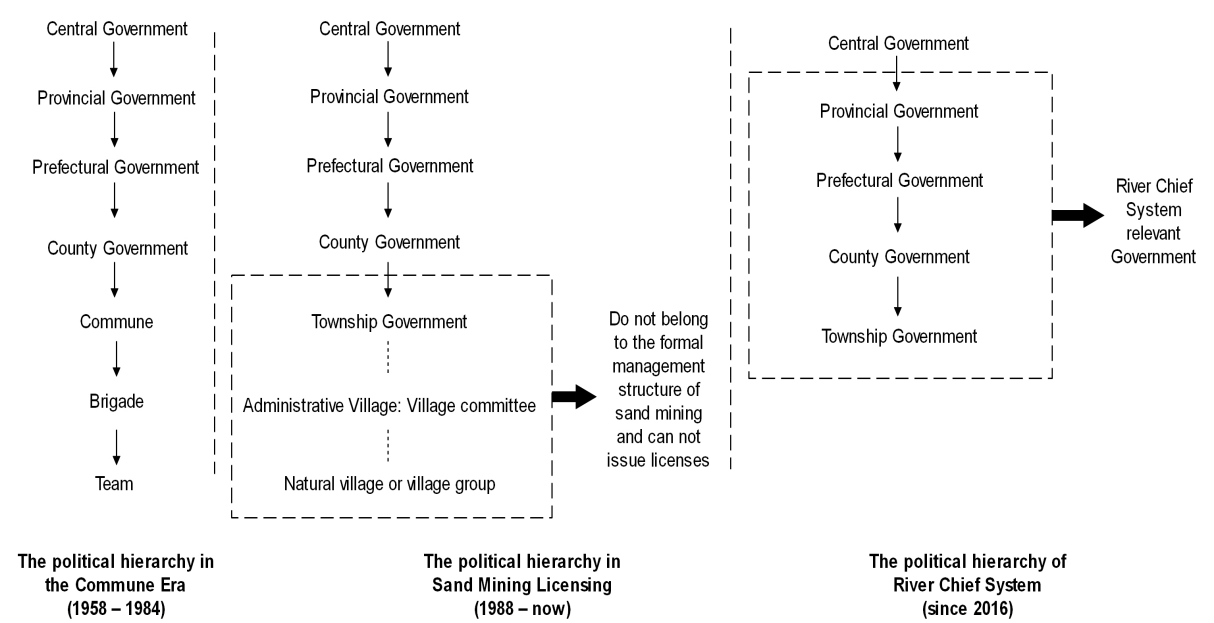 Central Government
Provincial Government
Prefectural Government
County Government
Commune
Brigade
Team
The political hierarchy in
the Commune Era
(1958 – 1984)
Central Government
Provincial Government
Prefectural Government
County Government
Township Government
Administrative Village: Village committee
Natural village or village group
Do not belong
to the formal
management
structure of
sand mining
and can not
issue licenses
The political hierarchy in
Sand Mining Licensing
(1988 – now)
Central Government
Provincial Government
Prefectural Government
County Government
Township Government
River Chief
System
relevant
Government
The political hierarchy of
River Chief System
(since 2016)